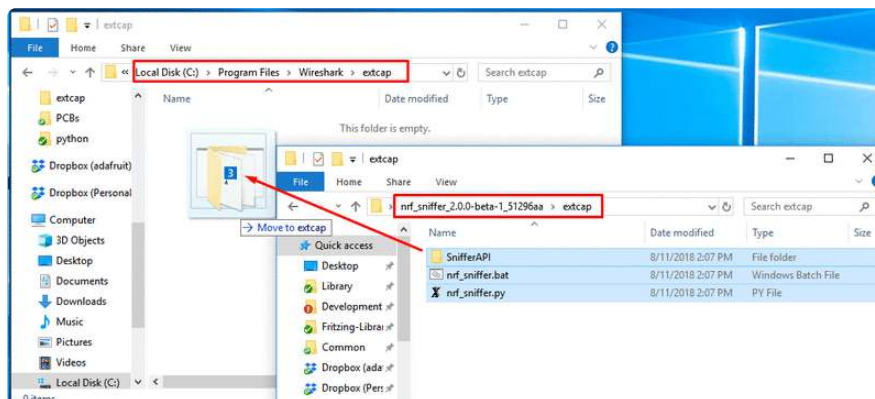 extcap
File Home Share View
« Local Disk (C:) > Program Files > Wireshark > extcap
Search extcap
extcap
PCBs
python
Dropbox (adafruit)
Dropbox (Personal
Computer
3D Objects
Desktop
Documents
Downloads
Music
Pictures
Videos
Local Disk (C:)
0 items
Name Date modified Type Size
This folder is empty.
3
→ Move to extcap
extcap
File Home Share View
nrf_sniffer_2.0.0-beta-1_51296aa > extcap
Search extcap
Quick access
Desktop
Library
Development
Fritzing-Librar
Common
Dropbox (adat
Dropbox (Pers
Name Date modified Type Size
SnifferAPI 8/11/2018 2:07 PM File folder
nrf_sniffer.bat 8/11/2018 2:07 PM Windows Batch File
nrf_sniffer.py 8/11/2018 2:07 PM PY File